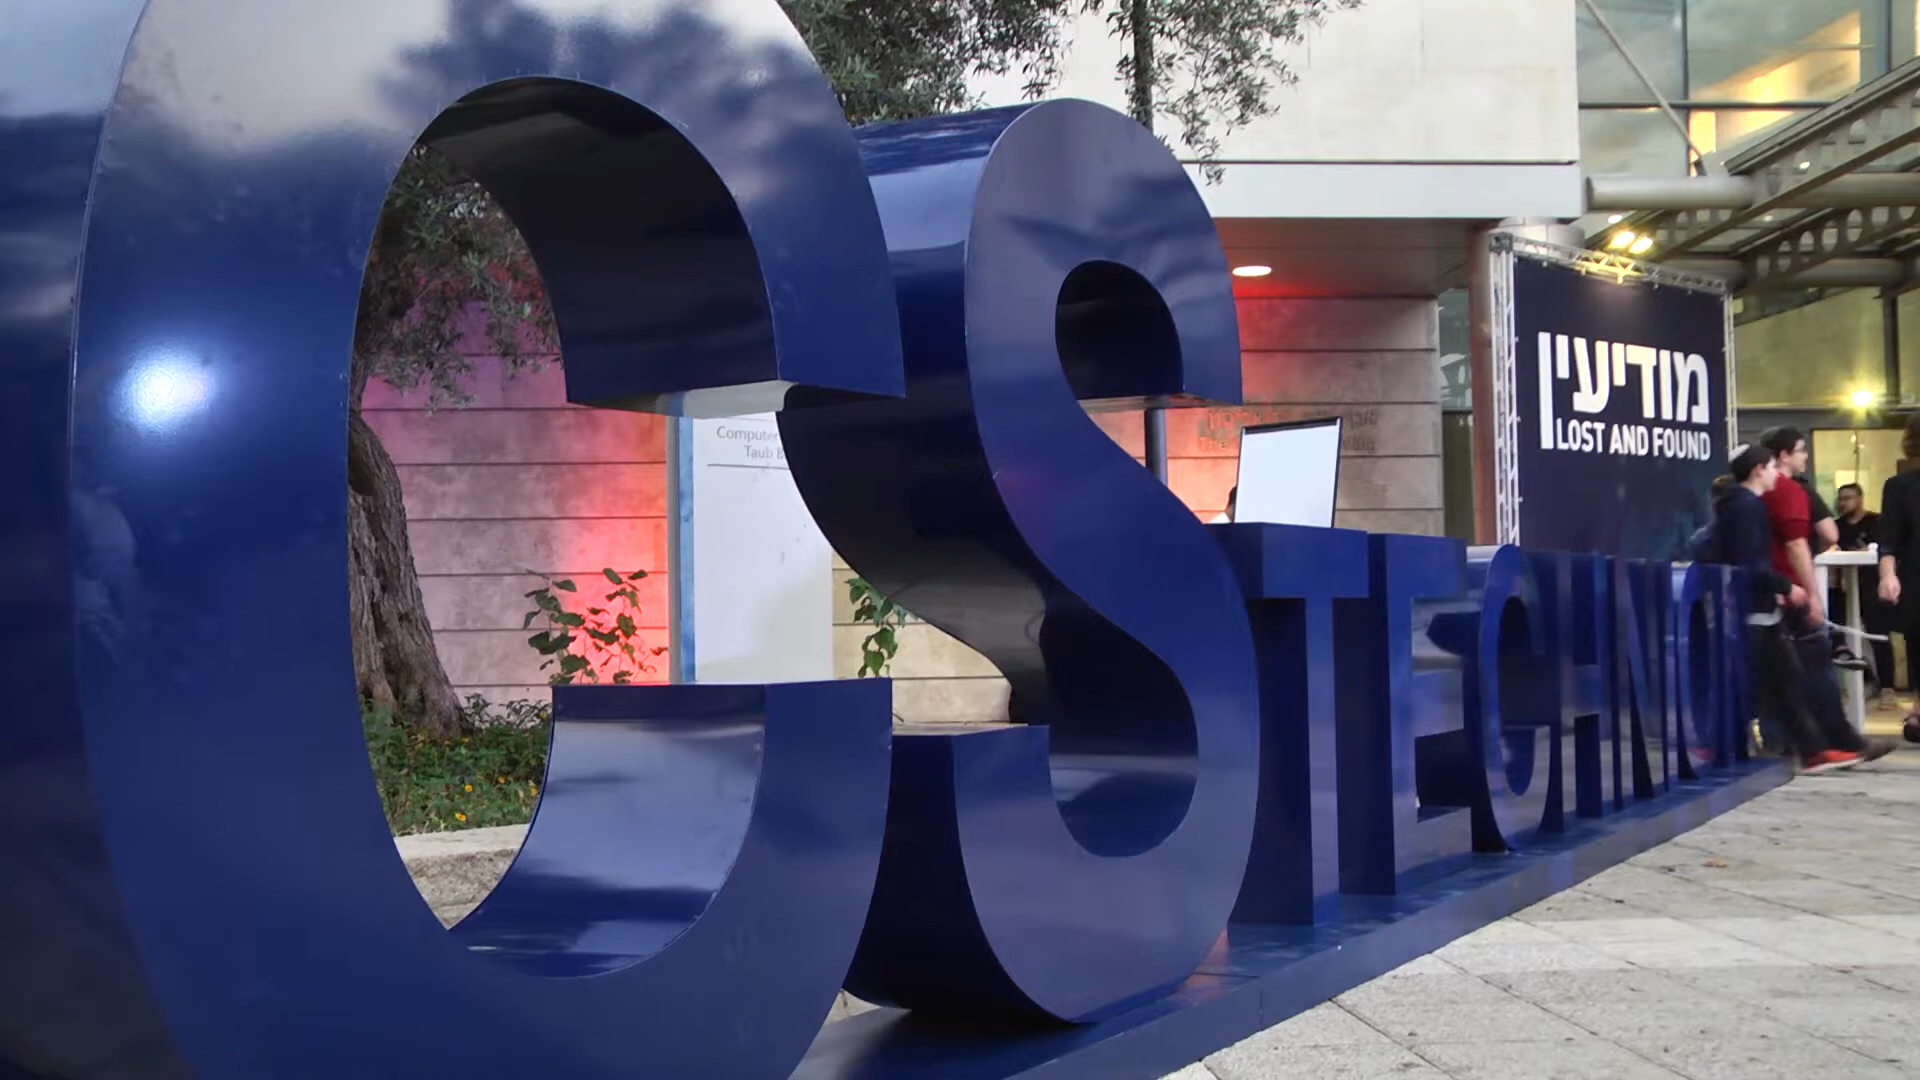 CS TECHNION
Computer
Taub
מודיעין
LOST AND FOUND